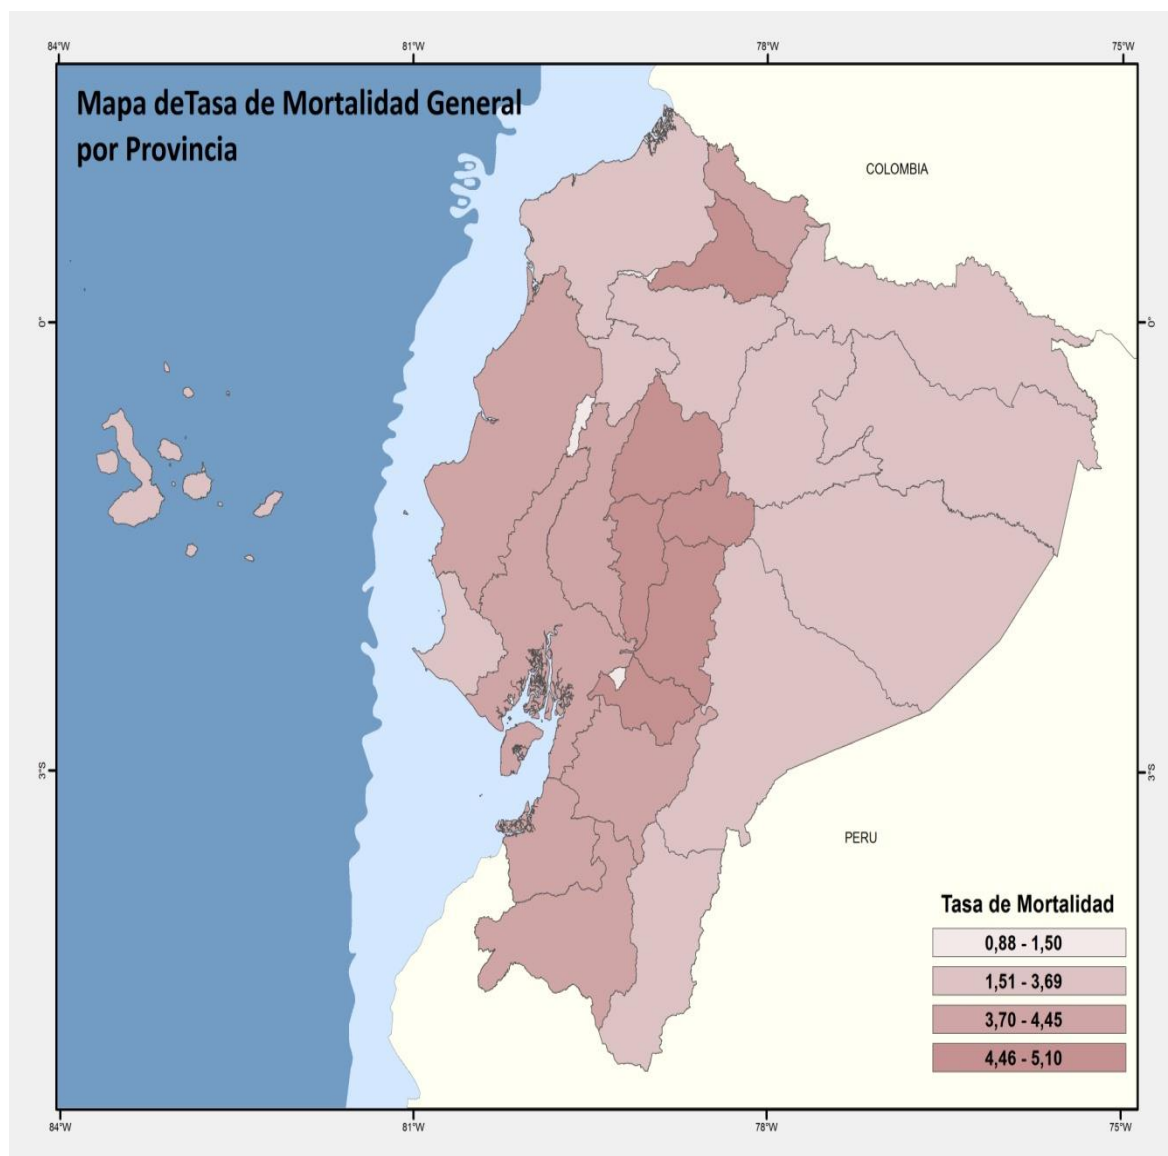 84°W 81°W 78°W 75°W
Mapa deTasa de Mortalidad General
por Provincia
COLOMBIA
0° 0°
3°S 3°S
PERU
Tasa de Mortalidad
0,88 - 1,50
1,51 - 3,69
3,70 - 4,45
4,46 - 5,10
84°W 81°W 78°W 75°W